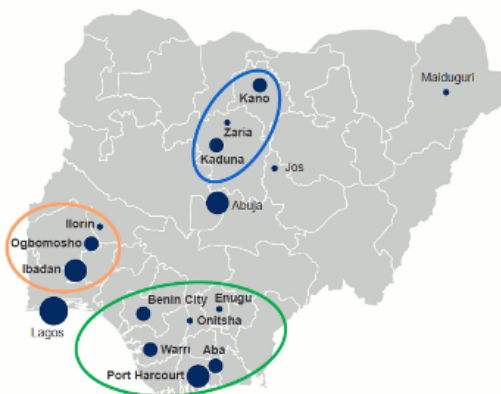 Maiduguri
Kano
Zaria
Kaduna
Jos
Abuja
Ilorin
Ogbomosho
Ibadan
Lagos
Benin City
Enugu
Onitsha
Warri
Aba
Port Harcourt